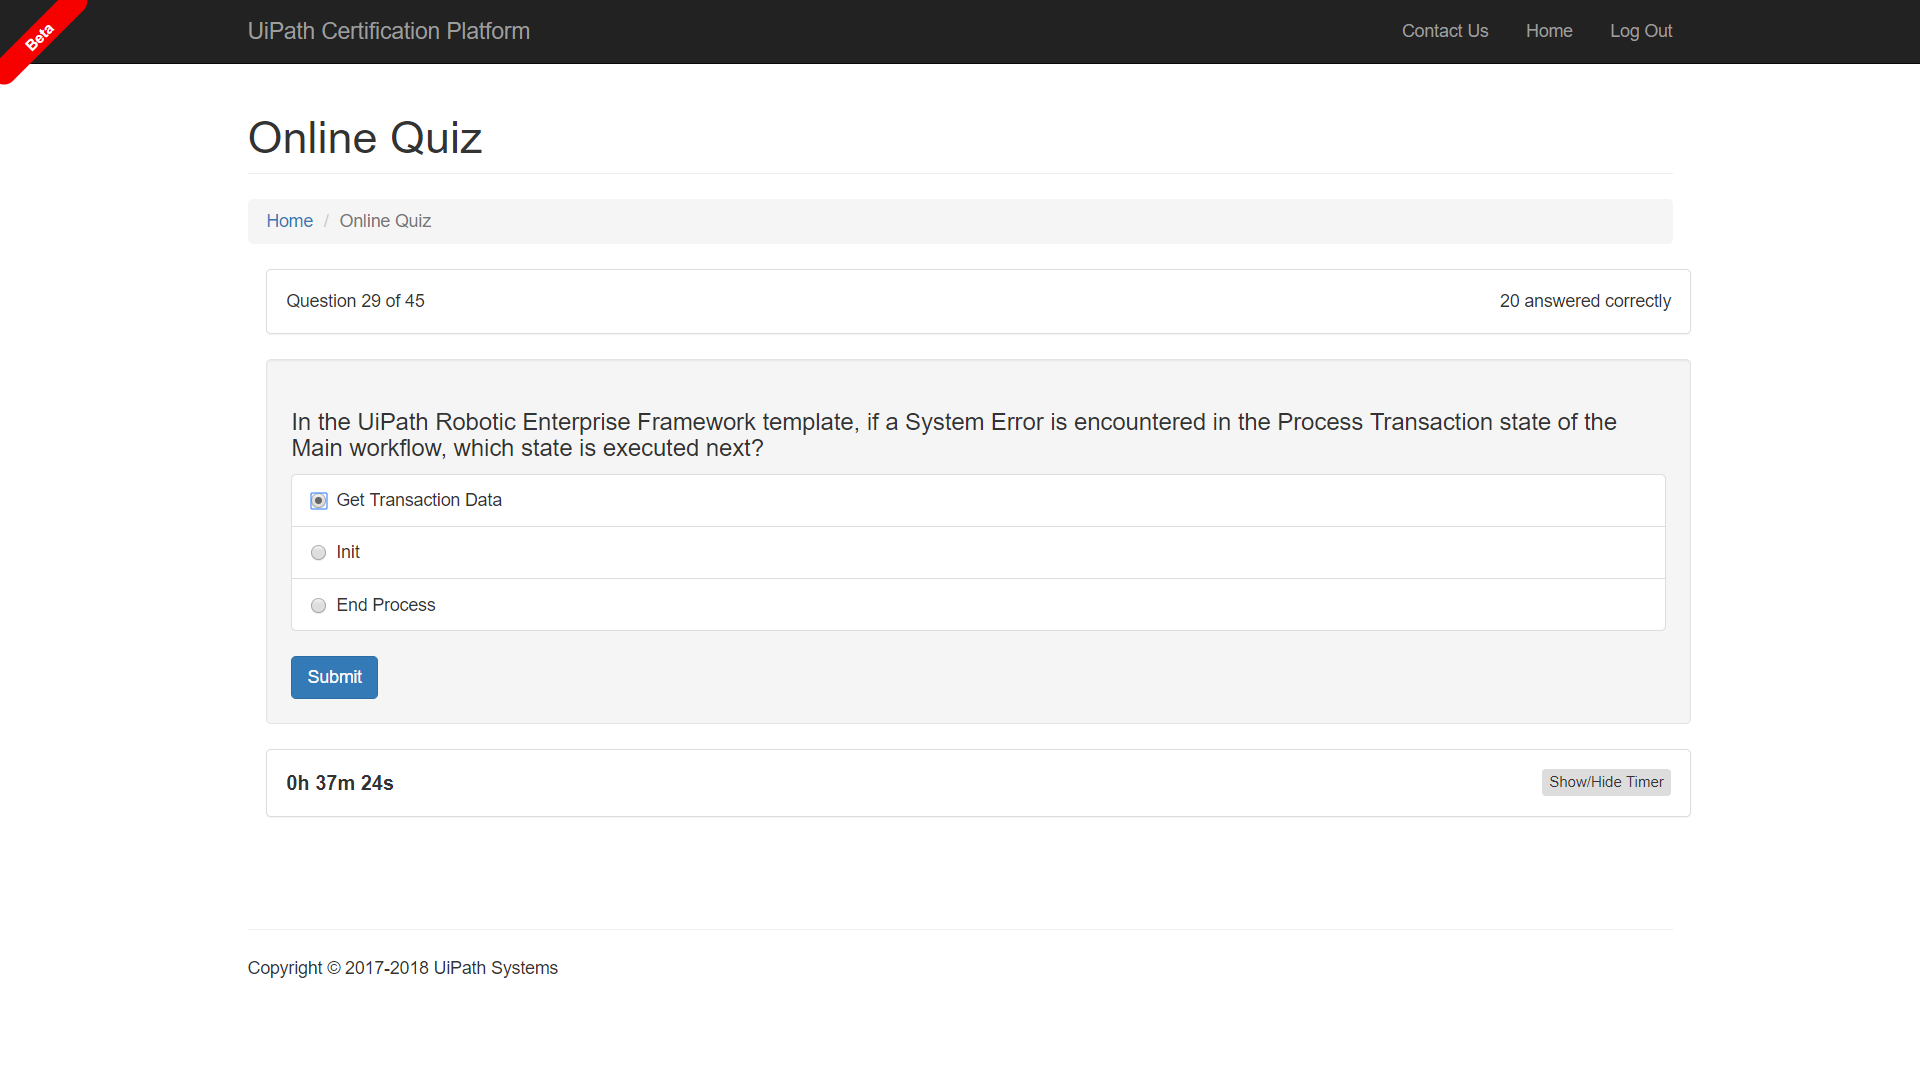 Beta
UiPath Certification Platform
Contact Us
Home
Log Out
Online Quiz
Home / Online Quiz
Question 29 of 45
20 answered correctly
In the UiPath Robotic Enterprise Framework template, if a System Error is encountered in the Process Transaction state of the
Main workflow, which state is executed next?
Get Transaction Data
Init
End Process
Submit
0h 37m 24s
Show/Hide Timer
Copyright © 2017-2018 UiPath Systems